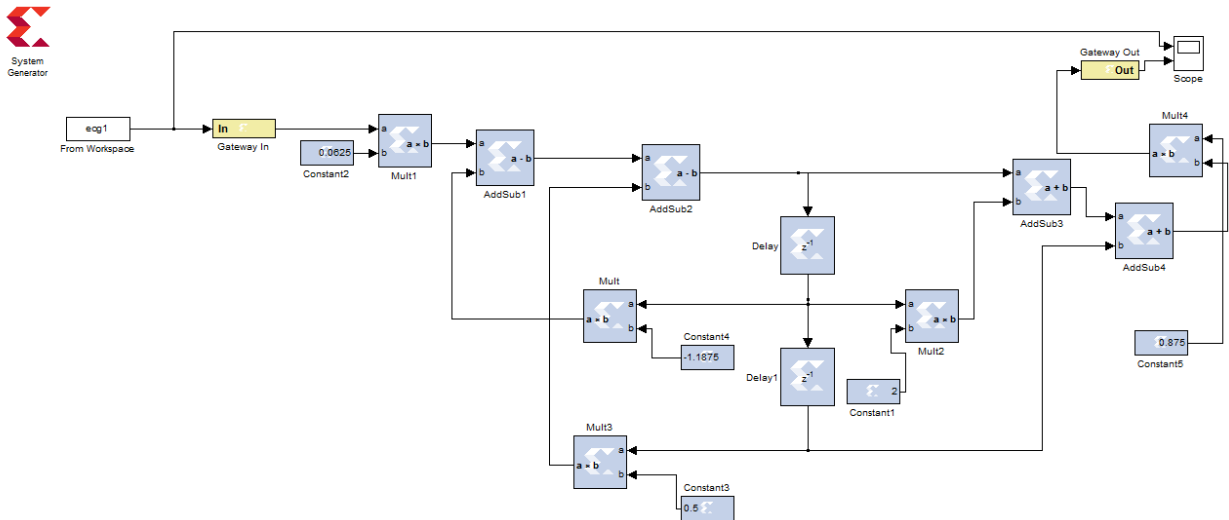 System
Generator
ecg1
From Workspace
In
Gateway In
0.0625
Constant2
a
b
a × b
Mult1
a
b
a - b
AddSub1
a
b
a - b
AddSub2
Gateway Out
Out
Scope
Mult4
a
b
a × b
a
b
a + b
AddSub3
a
b
a + b
AddSub4
Delay
z-1
Mult
a
b
a × b
Constant4
-1.1875
a
b
a × b
Mult2
Delay1
z-1
2
Constant1
0.875
Constant5
Mult3
a
b
a × b
Constant3
0.5